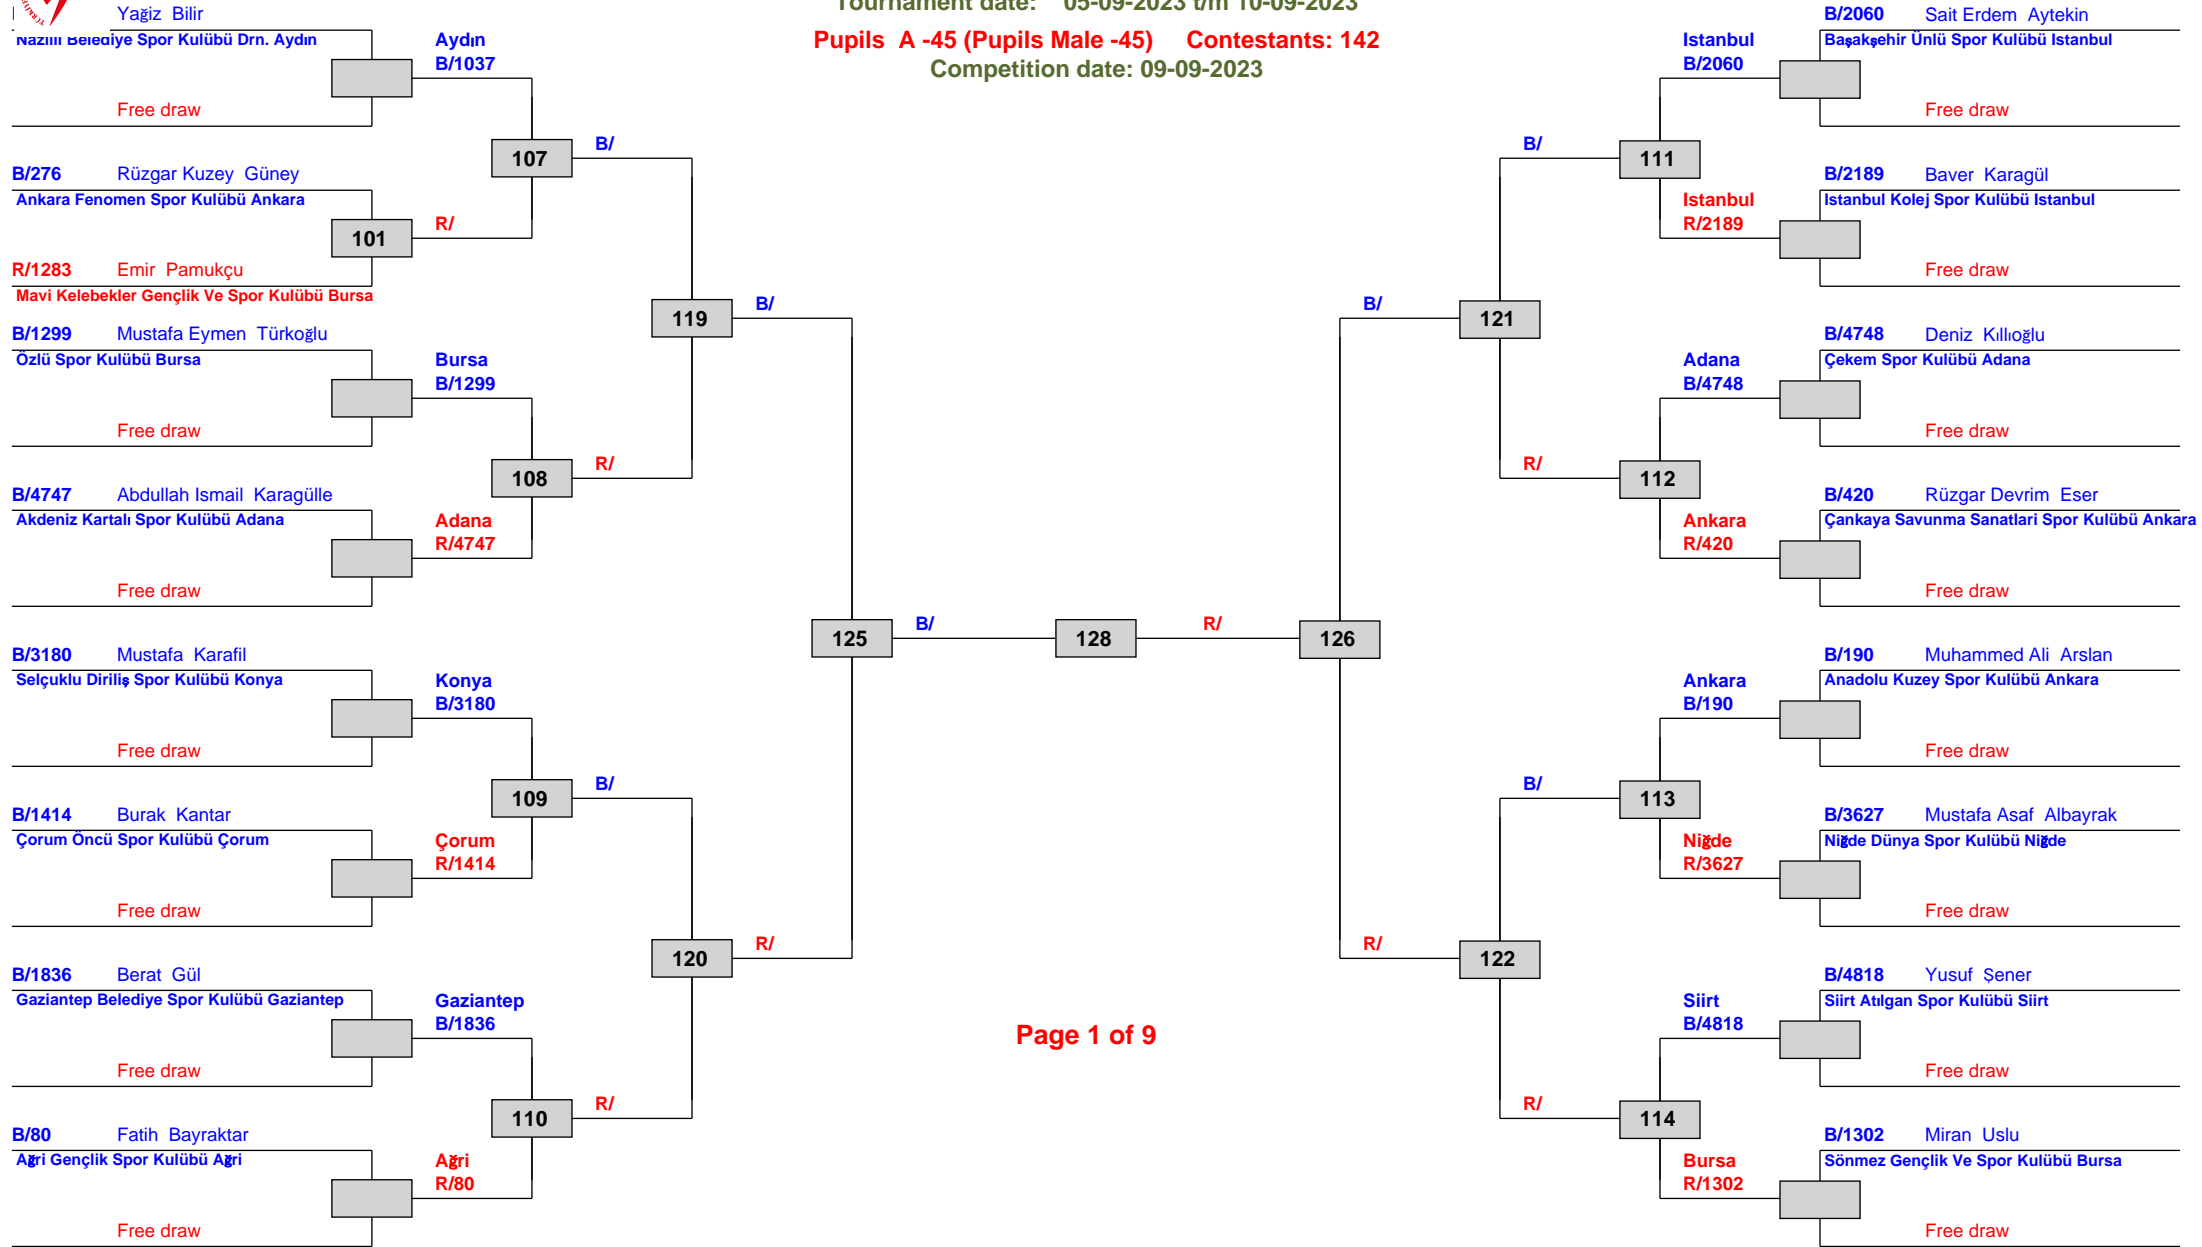 Tournament date: 05-09-2023 t/m 10-09-2023
Pupils A -45 (Pupils Male -45) Contestants: 142
Competition date: 09-09-2023
Yağiz Bilir
Nazilli Belediye Spor Kulübü Drn. Aydın
Free draw
Aydın
B/1037
B/276 Rüzgar Kuzey Güney
Ankara Fenomen Spor Kulübü Ankara
101
R/
R/1283 Emir Pamukçu
Mavi Kelebekler Gençlik Ve Spor Kulübü Bursa
107
B/
B/1299 Mustafa Eymen Türkoğlu
Özlü Spor Kulübü Bursa
Free draw
Bursa
B/1299
B/4747 Abdullah Ismail Karagülle
Akdeniz Kartalı Spor Kulübü Adana
Free draw
Adana
R/4747
108
R/
119
B/
B/3180 Mustafa Karafil
Selçuklu Diriliş Spor Kulübü Konya
Free draw
Konya
B/3180
B/1414 Burak Kantar
Çorum Öncü Spor Kulübü Çorum
Free draw
Çorum
R/1414
109
B/
B/1836 Berat Gül
Gaziantep Belediye Spor Kulübü Gaziantep
Free draw
Gaziantep
B/1836
B/80 Fatih Bayraktar
Ağri Gençlik Spor Kulübü Ağri
Free draw
Ağri
R/80
110
R/
120
R/
125
B/
128
R/
126
B/2060 Sait Erdem Aytekin
Başakşehir Ünlü Spor Kulübü Istanbul
Free draw
Istanbul
B/2060
B/2189 Baver Karagül
Istanbul Kolej Spor Kulübü Istanbul
Free draw
Istanbul
R/2189
111
B/
B/4748 Deniz Kıllıoğlu
Çekem Spor Kulübü Adana
Free draw
Adana
B/4748
B/420 Rüzgar Devrim Eser
Çankaya Savunma Sanatlari Spor Kulübü Ankara
Free draw
Ankara
R/420
112
R/
121
B/
B/190 Muhammed Ali Arslan
Anadolu Kuzey Spor Kulübü Ankara
Free draw
Ankara
B/190
B/3627 Mustafa Asaf Albayrak
Niğde Dünya Spor Kulübü Niğde
Free draw
Niğde
R/3627
113
B/
B/4818 Yusuf Şener
Siirt Atılgan Spor Kulübü Siirt
Free draw
Siirt
B/4818
B/1302 Miran Uslu
Sönmez Gençlik Ve Spor Kulübü Bursa
Free draw
Bursa
R/1302
114
R/
122
R/
Page 1 of 9